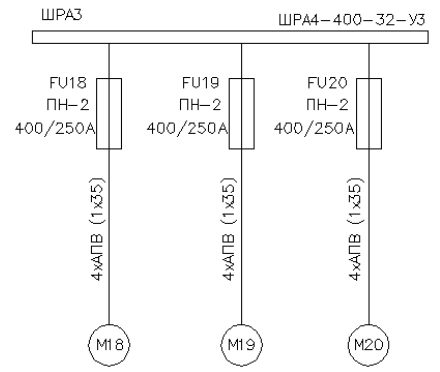 ШРА3
ШРА4-400-32-У3
FU18
ПН-2
400/250А
FU19
ПН-2
400/250А
FU20
ПН-2
400/250А
4хАПВ (1х35)
4хАПВ (1х35)
4хАПВ (1х35)
М18
М19
М20